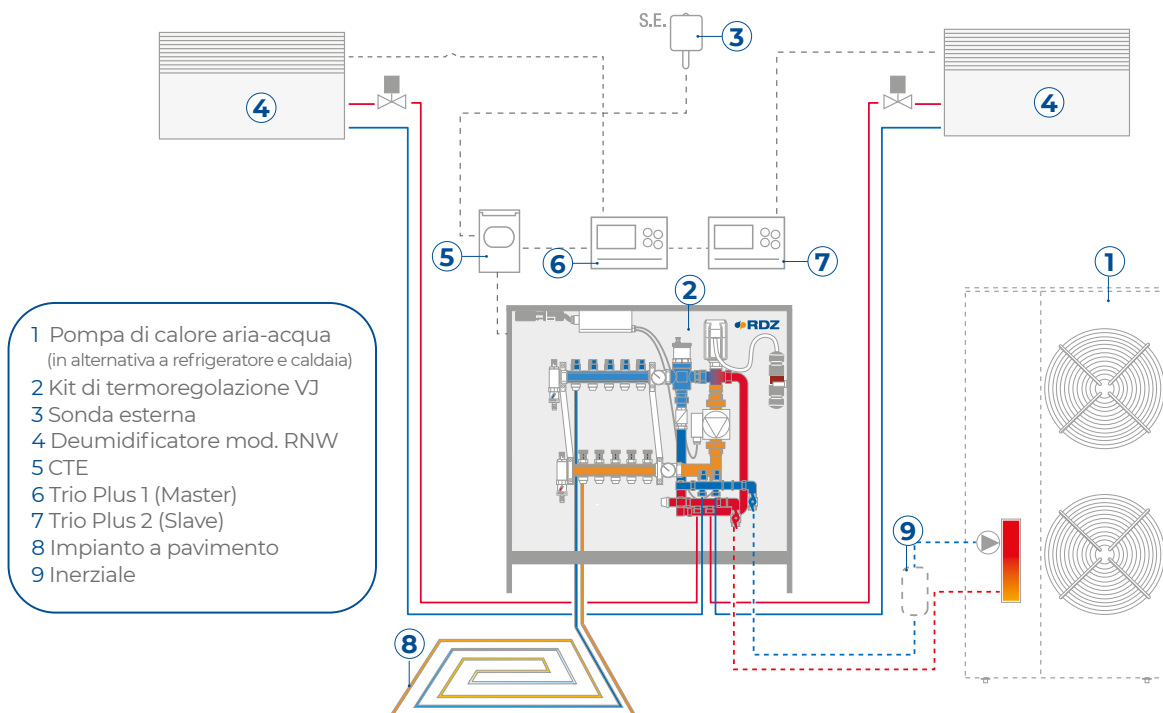 S.E.
3
4
4
5
6
7
2
1
RDZ
1 Pompa di calore aria-acqua
(in alternativa a refrigeratore e caldaia)
2 Kit di termoregolazione VJ
3 Sonda esterna
4 Deumidificatore mod. RNW
5 CTE
6 Trio Plus 1 (Master)
7 Trio Plus 2 (Slave)
8 Impianto a pavimento
9 Inerziale
9
8